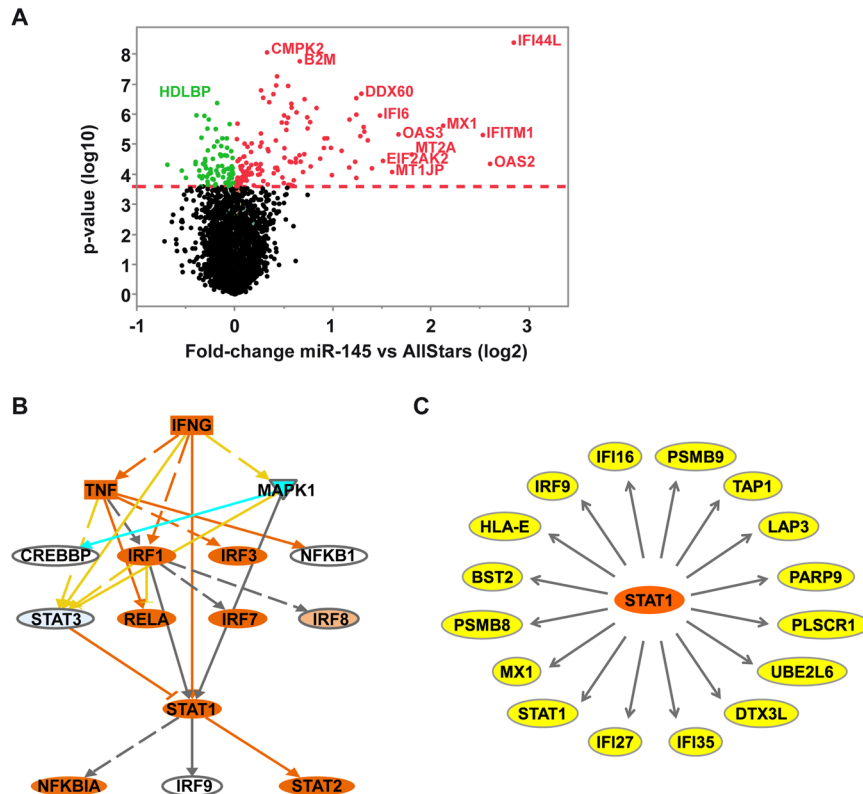 A
8
7
6
5
4
3
2
1
0
p-value (log10)
IFI44L
CMPK2
B2M
HDLBP
DDX60
IFI6
MX1
OAS3
IFITM1
MT2A
EIF2AK2
OAS2
MT1JP
-1 0 1 2 3
Fold-change miR-145 vs AllStars (log2)
B
IFNG
TNF MAPK1
CREBBP IRF1 IRF3 NFKB1
STAT3 RELA IRF7 IRF8
STAT1
NFKBIA IRF9 STAT2
C
IFI16 PSMB9
IRF9 TAP1
HLA-E LAP3
BST2 PARP9
STAT1
PSMB8 PLSCR1
MX1 UBE2L6
STAT1 DTX3L
IFI27 IFI35